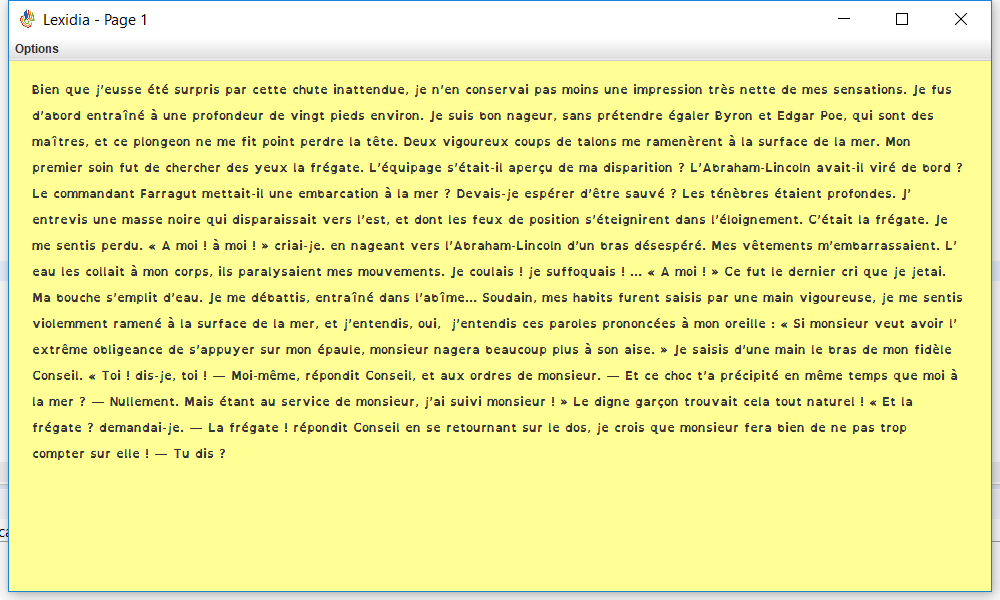 Lexidia - Page 1
Options
Bien que j'eusse été surpris par cette chute inattendue, je n'en conservai pas moins une impression très nette de mes sensations. Je fus
d'abord entraîné à une profondeur de vingt pieds environ. Je suis bon nageur, sans prétendre égaler Byron et Edgar Poe, qui sont des
maîtres, et ce plongeon ne me fit point perdre la tête. Deux vigoureux coups de talons me ramenèrent à la surface de la mer. Mon
premier soin fut de chercher des yeux la frégate. L'équipage s'était-il aperçu de ma disparition ? L'Abraham-Lincoln avait-il viré de bord ?
Le commandant Farragut mettait-il une embarcation à la mer ? Devais-je espérer d'être sauvé ? Les ténèbres étaient profondes. J'
entrevis une masse noire qui disparaissait vers l'est, et dont les feux de position s'éteignirent dans l'éloignement. C'était la frégate. Je
me sentis perdu. « A moi ! à moi ! » criai-je. en nageant vers l'Abraham-Lincoln d'un bras désespéré. Mes vêtements m'embarrassaient. L'
eau les collait à mon corps, ils paralysaient mes mouvements. Je coulais ! je suffoquais ! ... « A moi ! » Ce fut le dernier cri que je jetai.
Ma bouche s'emplit d'eau. Je me débattis, entraîné dans l'abîme... Soudain, mes habits furent saisis par une main vigoureuse, je me sentis
violemment ramené à la surface de la mer, et j'entendis, oui,  j'entendis ces paroles prononcées à mon oreille : « Si monsieur veut avoir l'
extrême obligeance de s'appuyer sur mon épaule, monsieur nagera beaucoup plus à son aise. » Je saisis d'une main le bras de mon fidèle
Conseil. « Toi ! dis-je, toi ! — Moi-même, répondit Conseil, et aux ordres de monsieur. — Et ce choc t'a précipité en même temps que moi à
la mer ? — Nullement. Mais étant au service de monsieur, j'ai suivi monsieur ! » Le digne garçon trouvait cela tout naturel ! « Et la
frégate ? demandai-je. — La frégate ! répondit Conseil en se retournant sur le dos, je crois que monsieur fera bien de ne pas trop
compter sur elle ! — Tu dis ?